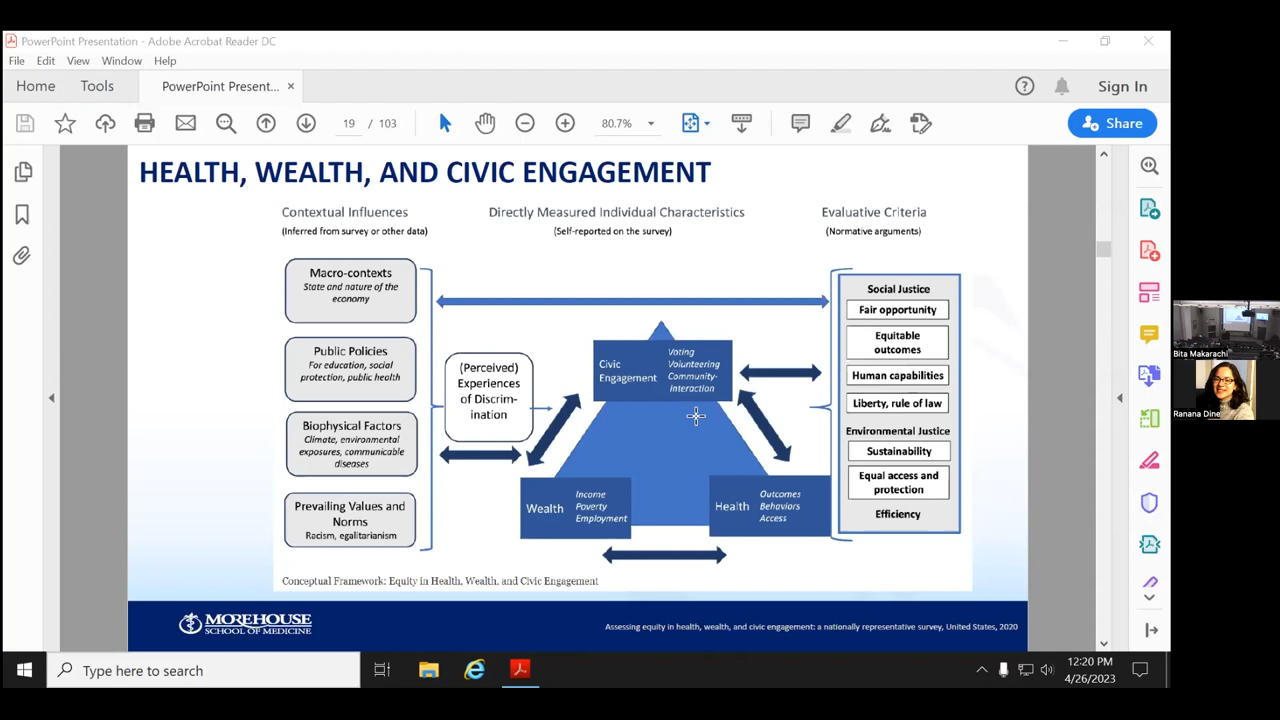 PowerPoint Presentation - Adobe Acrobat Reader DC
File Edit View Window Help
Home Tools PowerPoint Present... × ? Sign In
19 / 103 80.7% Share
HEALTH, WEALTH, AND CIVIC ENGAGEMENT
Contextual Influences
(Inferred from survey or other data)
Directly Measured Individual Characteristics
(Self-reported on the survey)
Evaluative Criteria
(Normative arguments)
Macro-contexts
State and nature of the
economy
Public Policies
For education, social
protection, public health
Biophysical Factors
Climate, environmental
exposures, communicable
diseases
Prevailing Values and
Norms
Racism, egalitarianism
(Perceived)
Experiences
of Discrim-
ination
Civic
Engagement
Voting
Volunteering
Community-
interaction
Wealth
Income
Poverty
Employment
Health
Outcomes
Behaviors
Access
Social Justice
Fair opportunity
Equitable
outcomes
Human capabilities
Liberty, rule of law
Environmental Justice
Sustainability
Equal access and
protection
Efficiency
Conceptual Framework: Equity in Health, Wealth, and Civic Engagement
MOREHOUSE
SCHOOL OF MEDICINE
Assessing equity in health, wealth, and civic engagement: a nationally representative survey, United States, 2020
Bita Makarachi
Ranana Dine
Type here to search
12:20 PM
4/26/2023